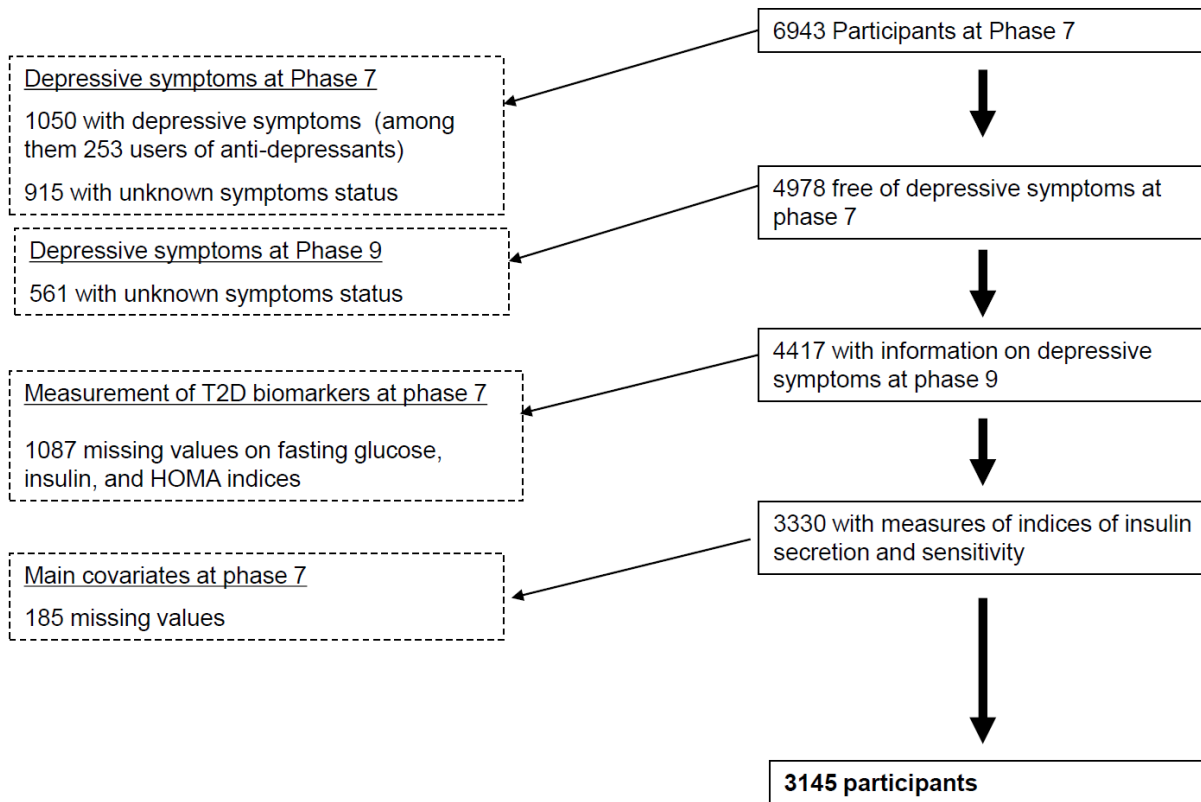 6943 Participants at Phase 7
Depressive symptoms at Phase 7
1050 with depressive symptoms (among
them 253 users of anti-depressants)
915 with unknown symptoms status
4978 free of depressive symptoms at
phase 7
Depressive symptoms at Phase 9
561 with unknown symptoms status
4417 with information on depressive
symptoms at phase 9
Measurement of T2D biomarkers at phase 7
1087 missing values on fasting glucose,
insulin, and HOMA indices
3330 with measures of indices of insulin
secretion and sensitivity
Main covariates at phase 7
185 missing values
3145 participants